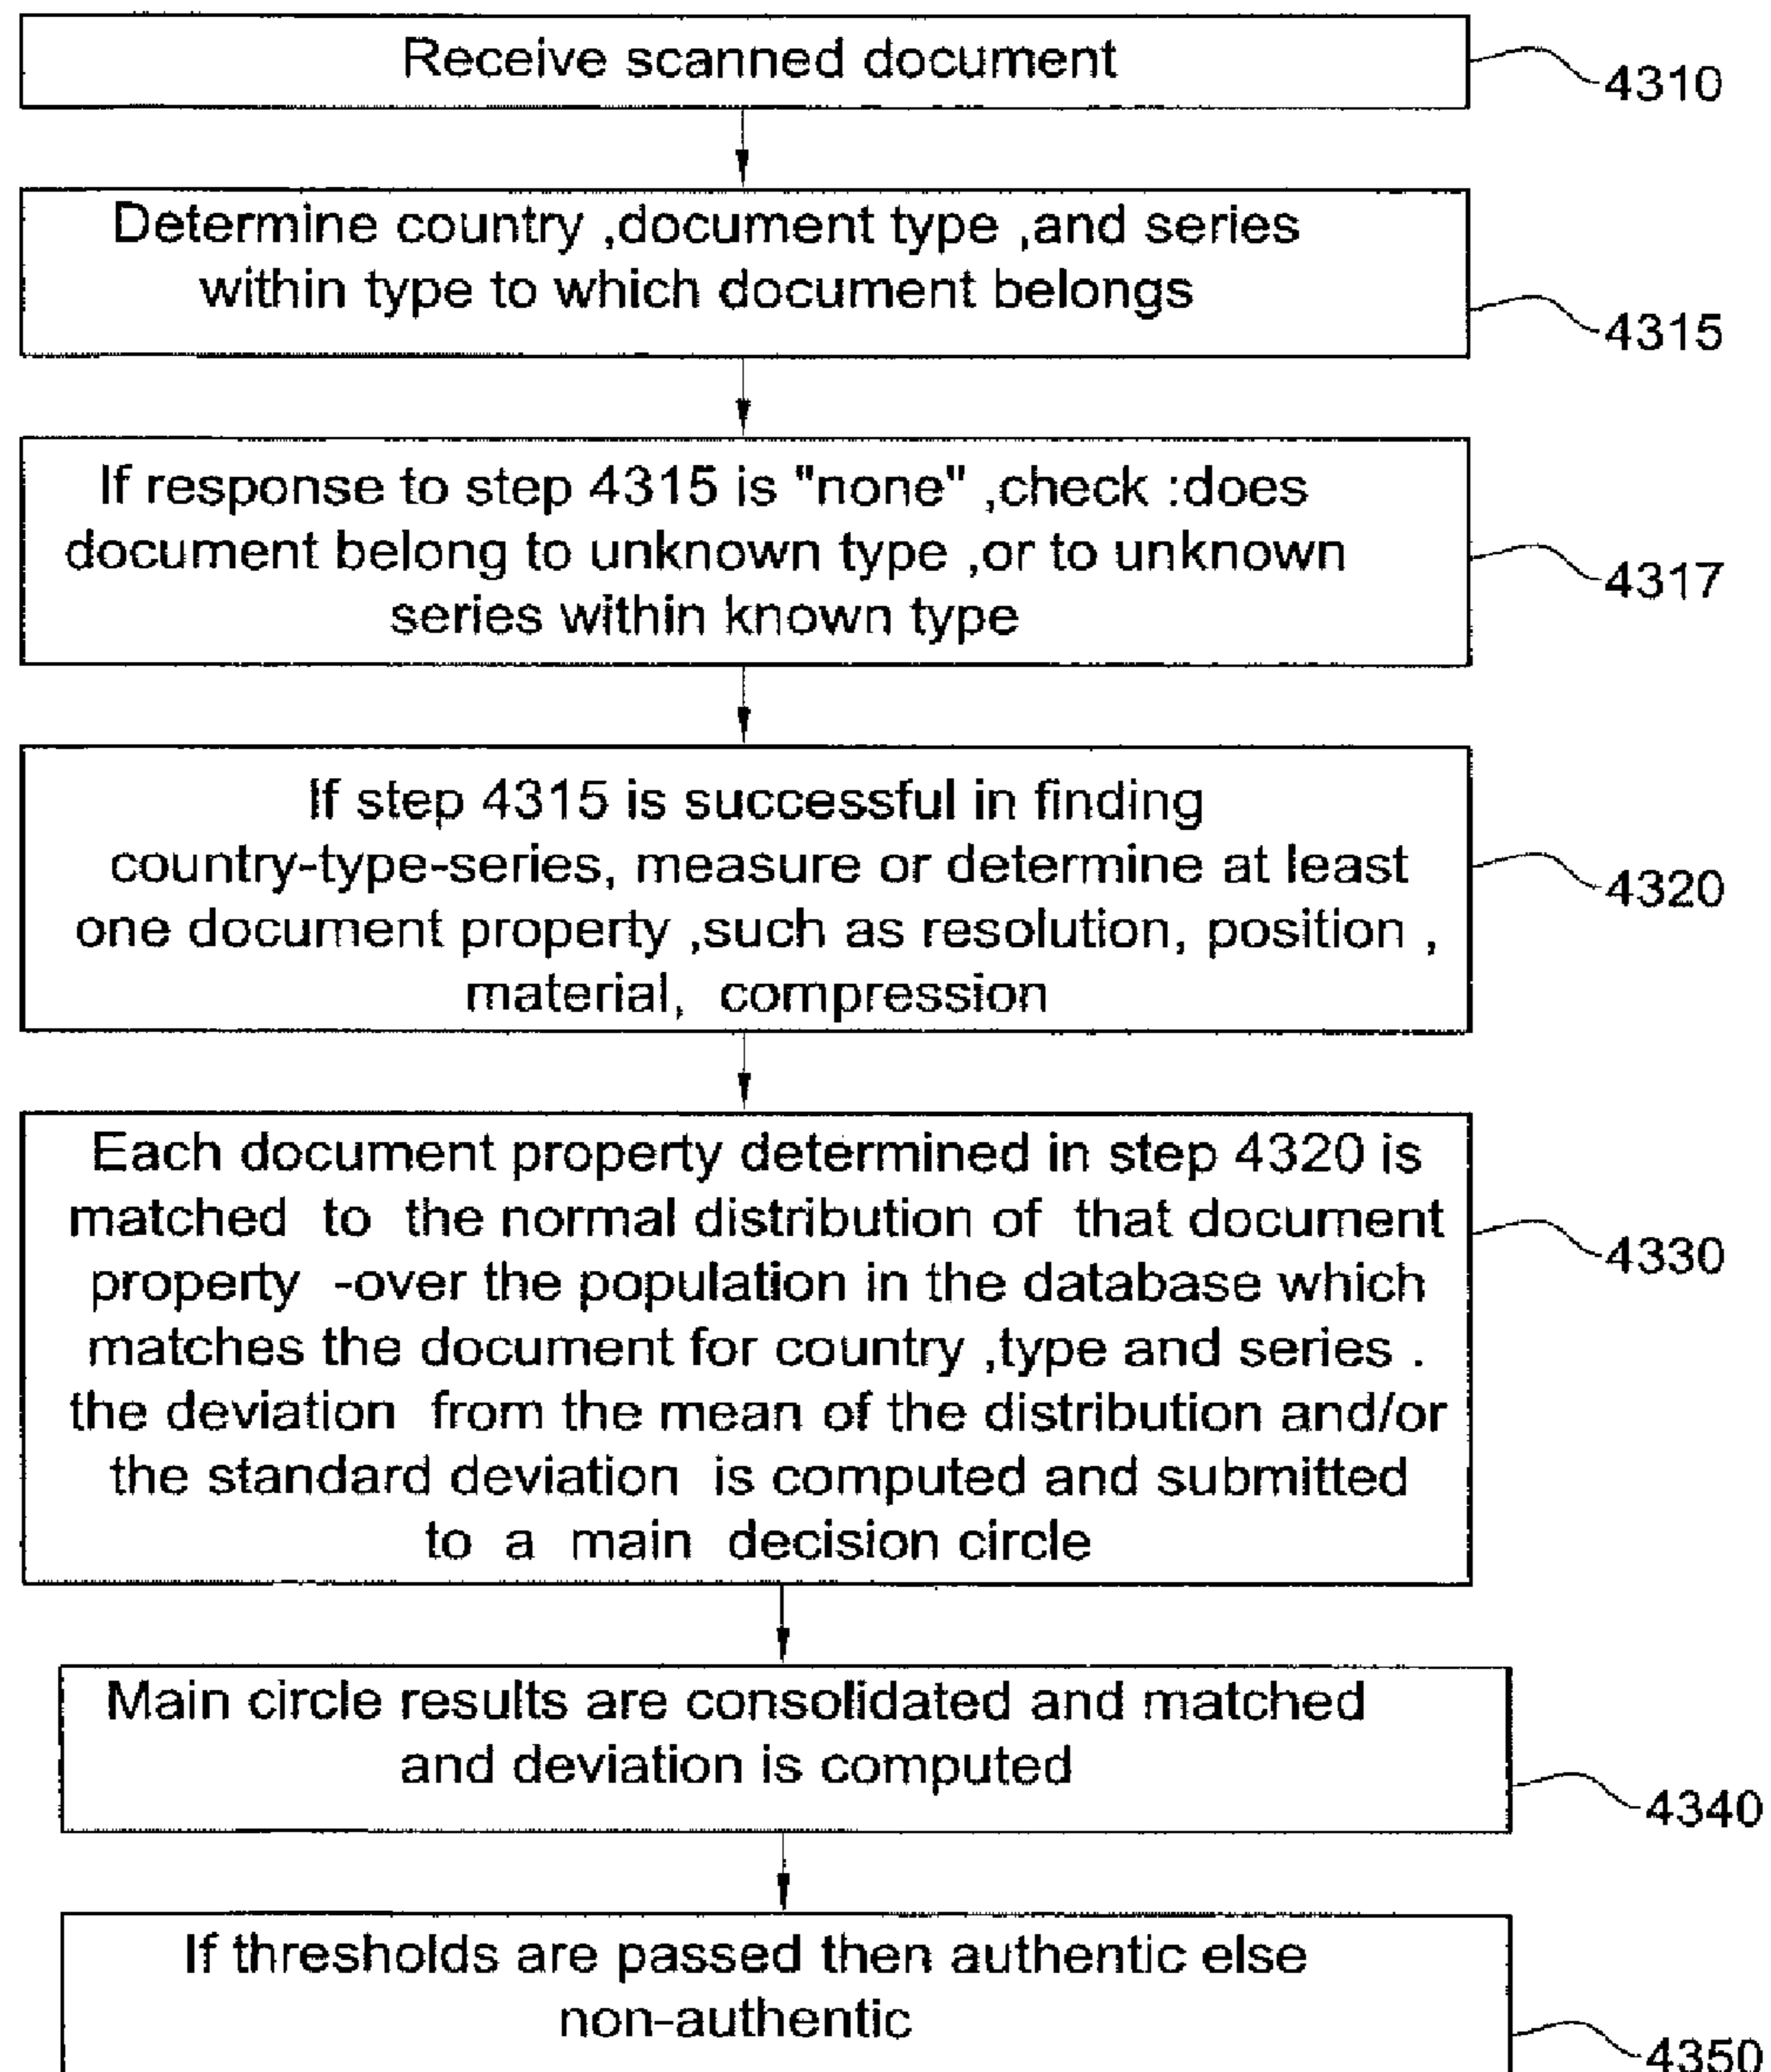 Receive scanned document
4310
Determine country ,document type ,and series
within type to which document belongs
4315
If response to step 4315 is "none" ,check :does
document belong to unknown type ,or to unknown
series within known type
4317
If step 4315 is successful in finding
country-type-series, measure or determine at least
one document property ,such as resolution, position ,
material, compression
4320
Each document property determined in step 4320 is
matched to the normal distribution of that document
property -over the population in the database which
matches the document for country ,type and series .
the deviation from the mean of the distribution and/or
the standard deviation is computed and submitted
to a main decision circle
4330
Main circle results are consolidated and matched
and deviation is computed
4340
If thresholds are passed then authentic else
non-authentic
4350